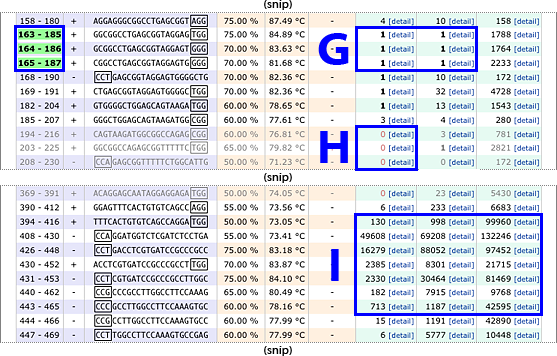 (snip)
158 - 180 + AGGAGGGCGGCCTGAGCGGTAGG 75.00 % 87.49 °C - 4 [detail] 10 [detail] 158 [detail]
163 - 185 + GGCGGCCTGAGCGGTAGGAGTGG 75.00 % 84.89 °C - 1 [detail] 1 [detail] 1788 [detail]
164 - 186 + GCGGCCTGAGCGGTAGGAGTGGG 70.00 % 83.63 °C - 1 [detail] 1 [detail] 1764 [detail]
165 - 187 + CGGCCTGAGCGGTAGGAGTGGGG 70.00 % 81.68 °C - 1 [detail] 1 [detail] 2233 [detail]
G
168 - 190 - CCTGAGCGGTAGGAGTGGGGCTG 70.00 % 82.36 °C - 1 [detail] 10 [detail] 172 [detail]
169 - 191 + CTGAGCGGTAGGAGTGGGGCTGG 70.00 % 82.36 °C - 1 [detail] 32 [detail] 4728 [detail]
182 - 204 + GTGGGGCTGGAGCAGTAAGATGG 60.00 % 78.65 °C - 1 [detail] 13 [detail] 1543 [detail]
185 - 207 + GGGCTGGAGCAGTAAGATGGCGG 60.00 % 77.61 °C - 3 [detail] 4 [detail] 280 [detail]
194 - 216 + CAGTAAGATGGCGGCCAGAGCGG 60.00 % 76.81 °C - 0 [detail] 3 [detail] 781 [detail]
203 - 225 + GGCGGCCAGAGCGGTTTTTCTGG 65.00 % 79.82 °C - 0 [detail] 1 [detail] 2821 [detail]
208 - 230 - CCAGAGCGGTTTTTCTGGCATTG 50.00 % 71.23 °C - 0 [detail] 0 [detail] 172 [detail]
H
(snip)
369 - 391 + ACAGGAGCAATAGGAGGAGATGG 50.00 % 74.05 °C - 0 [detail] 23 [detail] 5430 [detail]
390 - 412 + GGAGTTTCACTGTGTCAGCCAGG 55.00 % 73.56 °C - 6 [detail] 233 [detail] 6683 [detail]
394 - 416 + TTTCACTGTGTCAGCCAGGATGG 50.00 % 73.05 °C - 130 [detail] 998 [detail] 99960 [detail]
408 - 430 - CCAGGATGGTCTCGATCTCCTGA 55.00 % 73.41 °C - 49608 [detail] 69208 [detail] 132246 [detail]
426 - 448 - CCTGACCTCGTGATCCGCCCGCC 75.00 % 83.18 °C - 16279 [detail] 88052 [detail] 97452 [detail]
430 - 452 + ACCTCGTGATCCGCCCGCCTTGG 70.00 % 83.87 °C - 2385 [detail] 8301 [detail] 21715 [detail]
431 - 453 - CCTCGTGATCCGCCCGCCTTGGC 75.00 % 84.10 °C - 2330 [detail] 30464 [detail] 81469 [detail]
440 - 462 - CCGCCCGCCTTGGCCTTCCAAAG 65.00 % 80.49 °C - 182 [detail] 7915 [detail] 9768 [detail]
443 - 465 - CCCGCCTTGGCCTTCCAAAGTGC 60.00 % 78.16 °C - 713 [detail] 1187 [detail] 42595 [detail]
I
444 - 466 - CCGCCTTGGCCTTCCAAAGTGCC 60.00 % 77.99 °C - 15 [detail] 1191 [detail] 42890 [detail]
447 - 469 - CCTTGGCCTTCCAAAGTGCCGAG 60.00 % 77.99 °C - 6 [detail] 5777 [detail] 10448 [detail]
(snip)